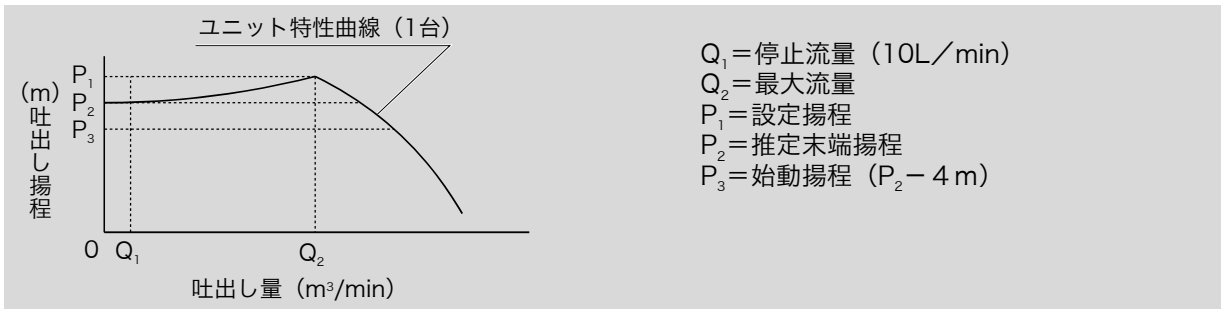 ユニット特性曲線（1台）
（m）吐出し揚程
P₁
P₂
P₃
0
Q₁
Q₂
吐出し量（m³/min）
Q₁＝停止流量（10L／min）
Q₂＝最大流量
P₁＝設定揚程
P₂＝推定末端揚程
P₃＝始動揚程（P₂－４m）